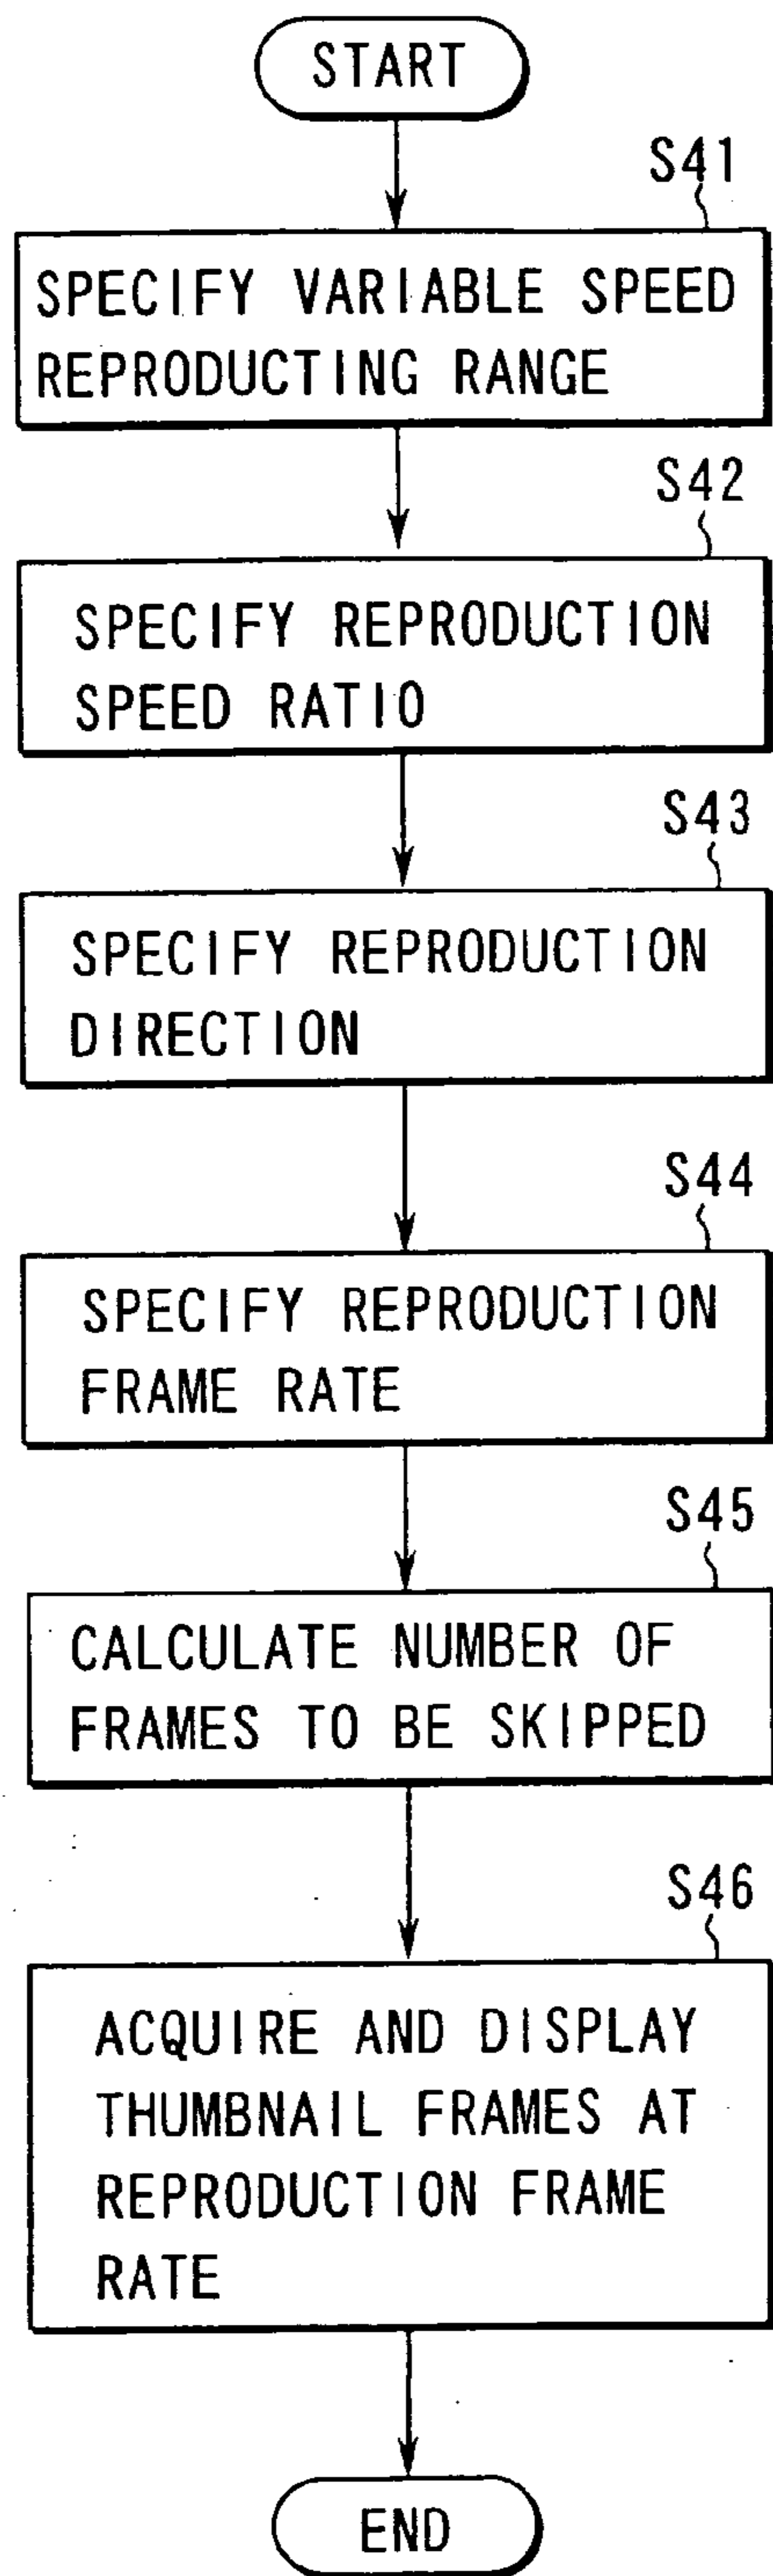 START
S41
SPECIFY VARIABLE SPEED
REPRODUCTING RANGE
S42
SPECIFY REPRODUCTION
SPEED RATIO
S43
SPECIFY REPRODUCTION
DIRECTION
S44
SPECIFY REPRODUCTION
FRAME RATE
S45
CALCULATE NUMBER OF
FRAMES TO BE SKIPPED
S46
ACQUIRE AND DISPLAY
THUMBNAIL FRAMES AT
REPRODUCTION FRAME
RATE
END